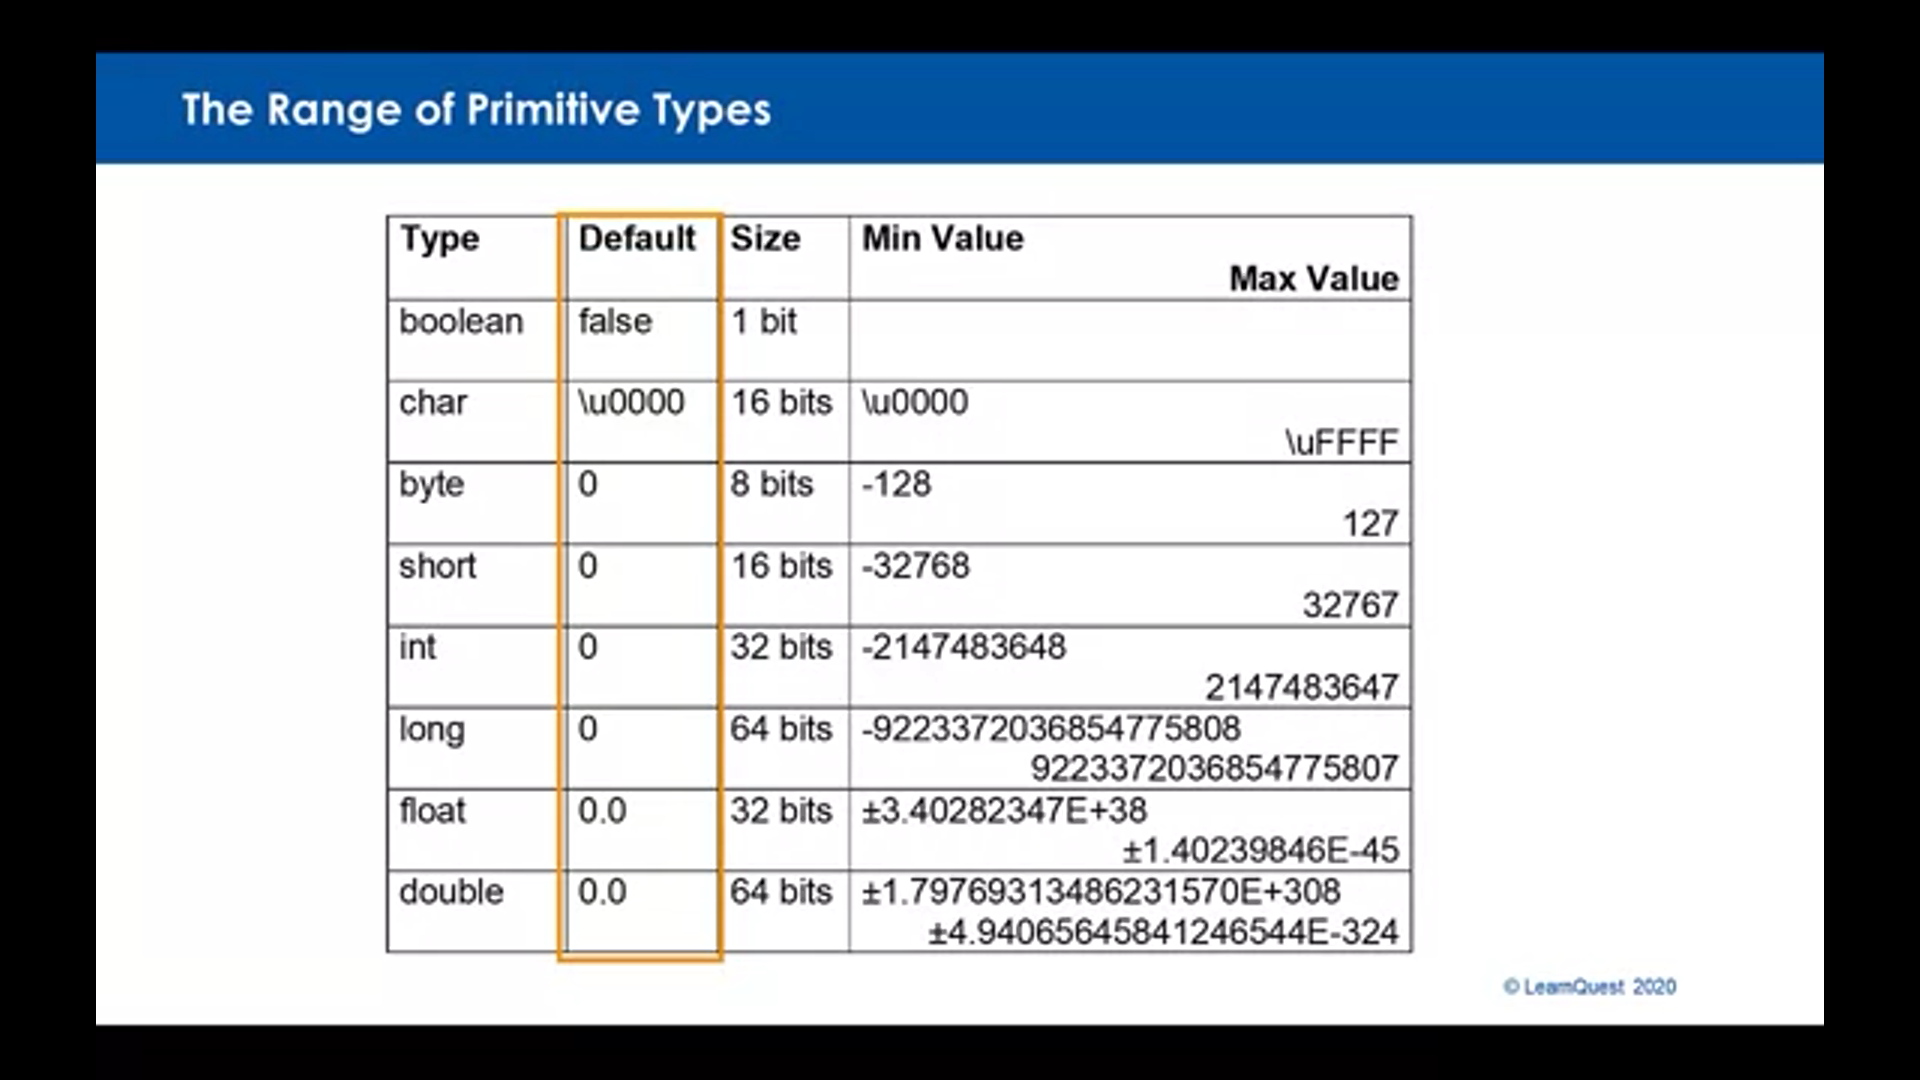 The Range of Primitive Types
Type Default Size Min Value
Max Value
boolean false 1 bit
char \u0000 16 bits \u0000
\uFFFF
byte 0 8 bits -128
127
short 0 16 bits -32768
32767
int 0 32 bits -2147483648
2147483647
long 0 64 bits -9223372036854775808
9223372036854775807
float 0.0 32 bits ±3.40282347E+38
±1.40239846E-45
double 0.0 64 bits ±1.79769313486231570E+308
±4.94065645841246544E-324
© LearnQuest 2020